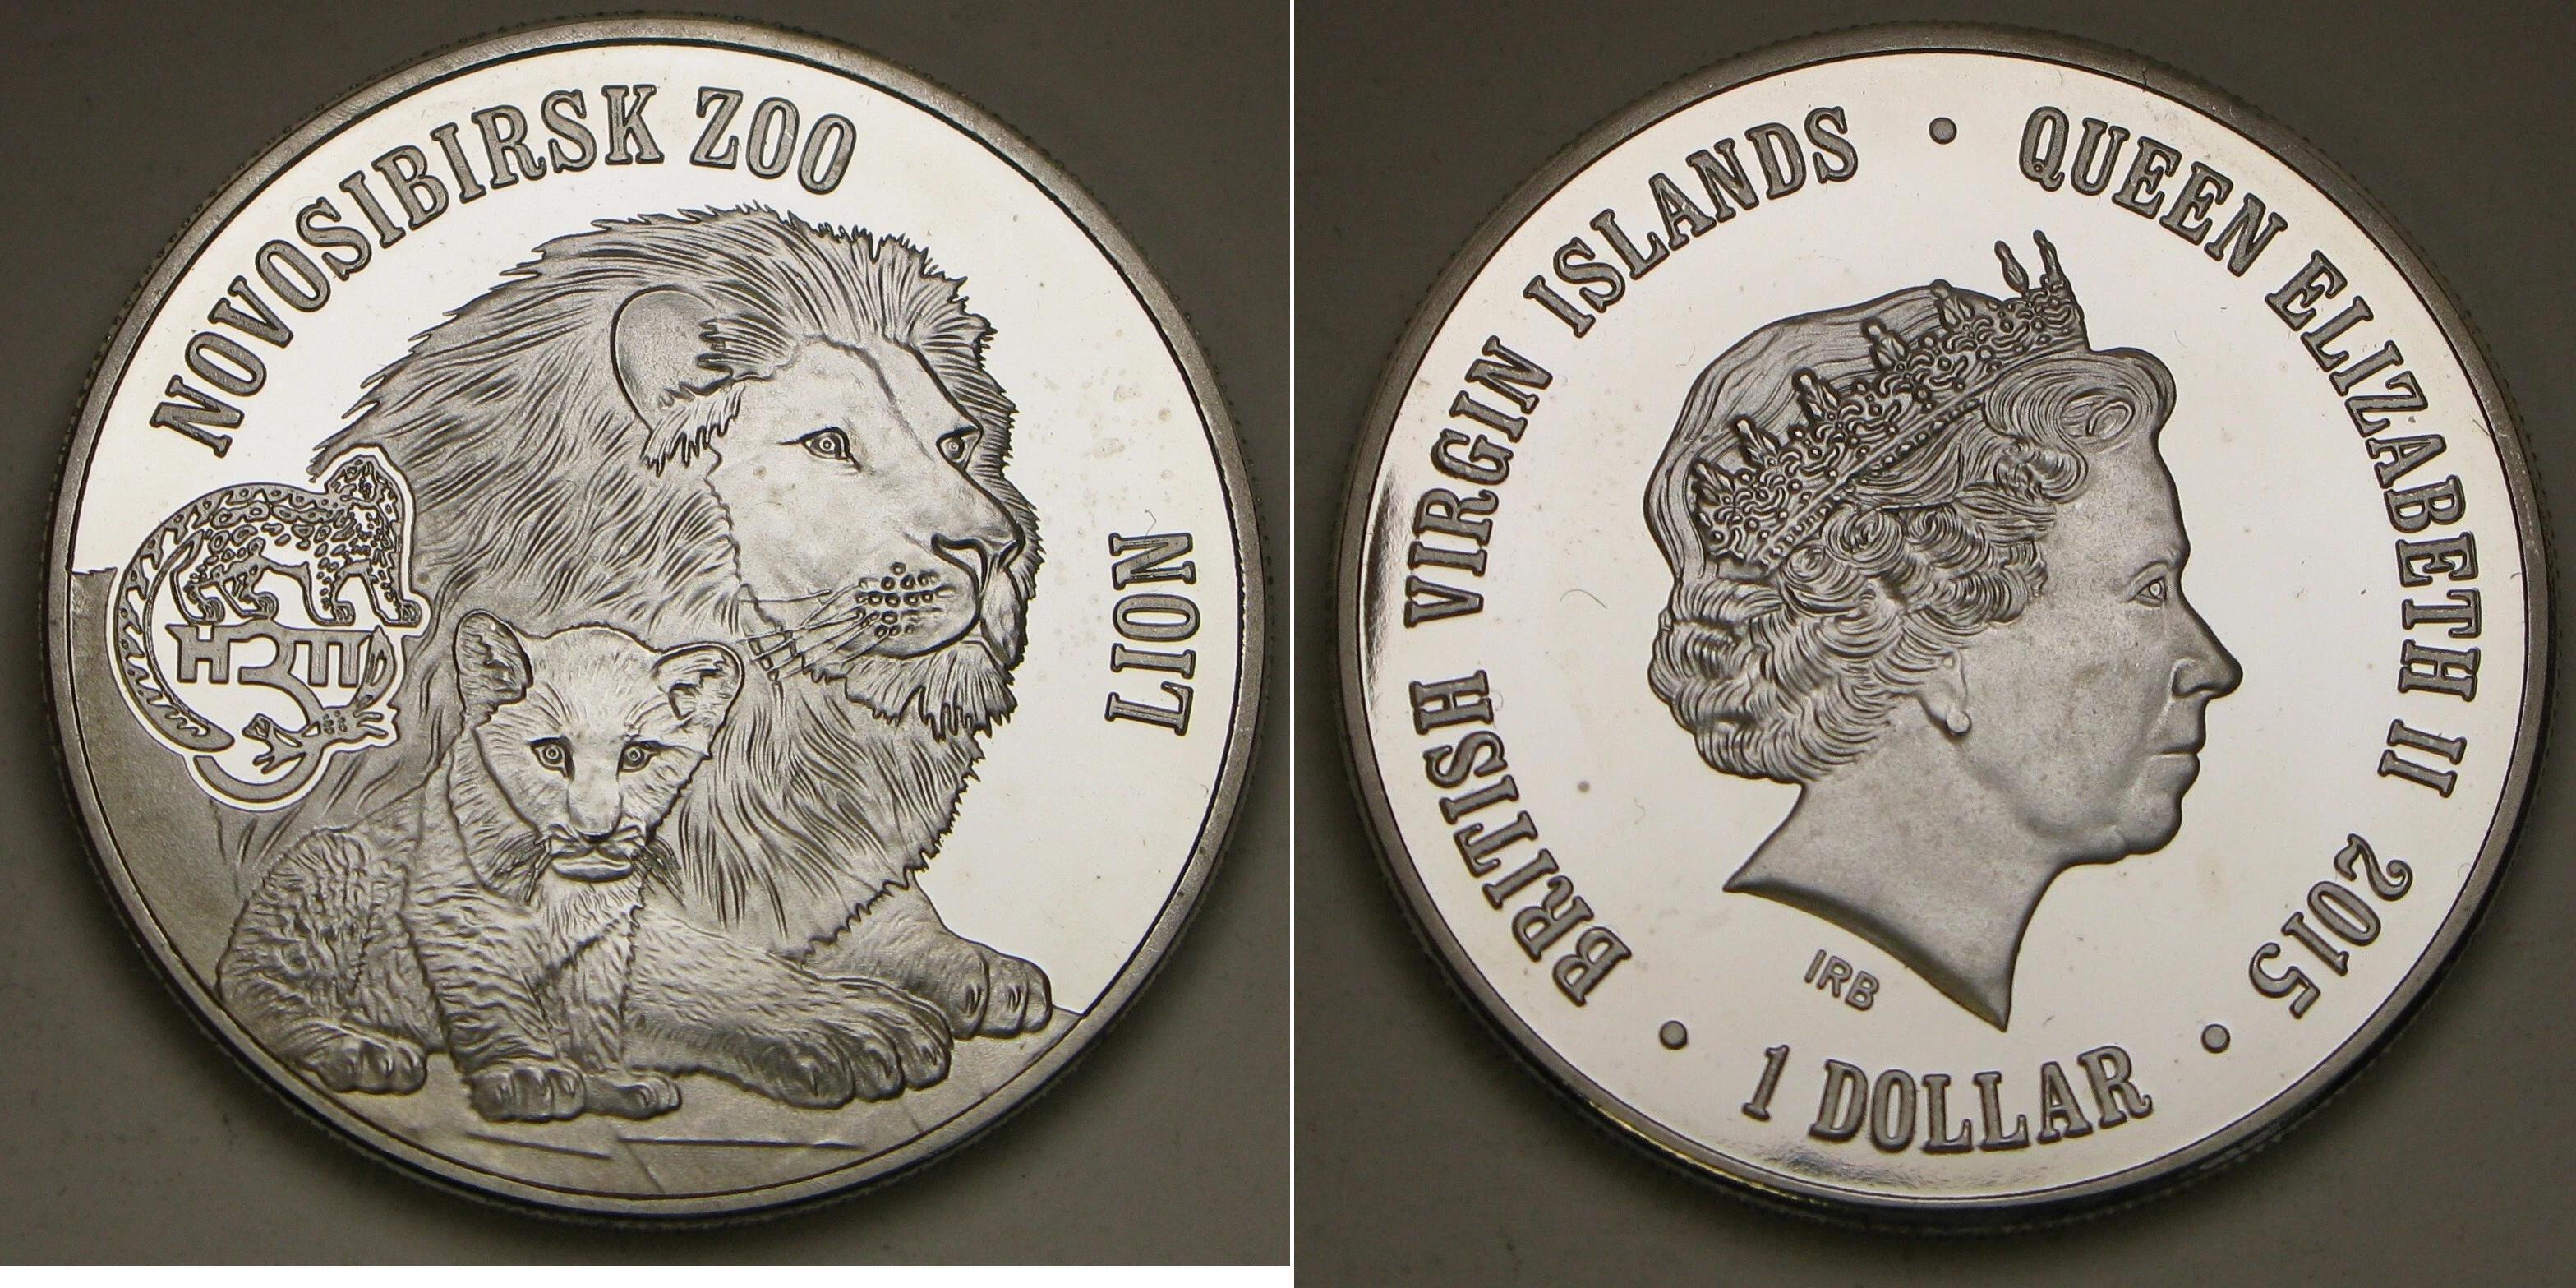 NOVOSIBIRSK ZOO
НЗП
LION
BRITISH VIRGIN ISLANDS • QUEEN ELIZABETH II 2015
IRB
• 1 DOLLAR •